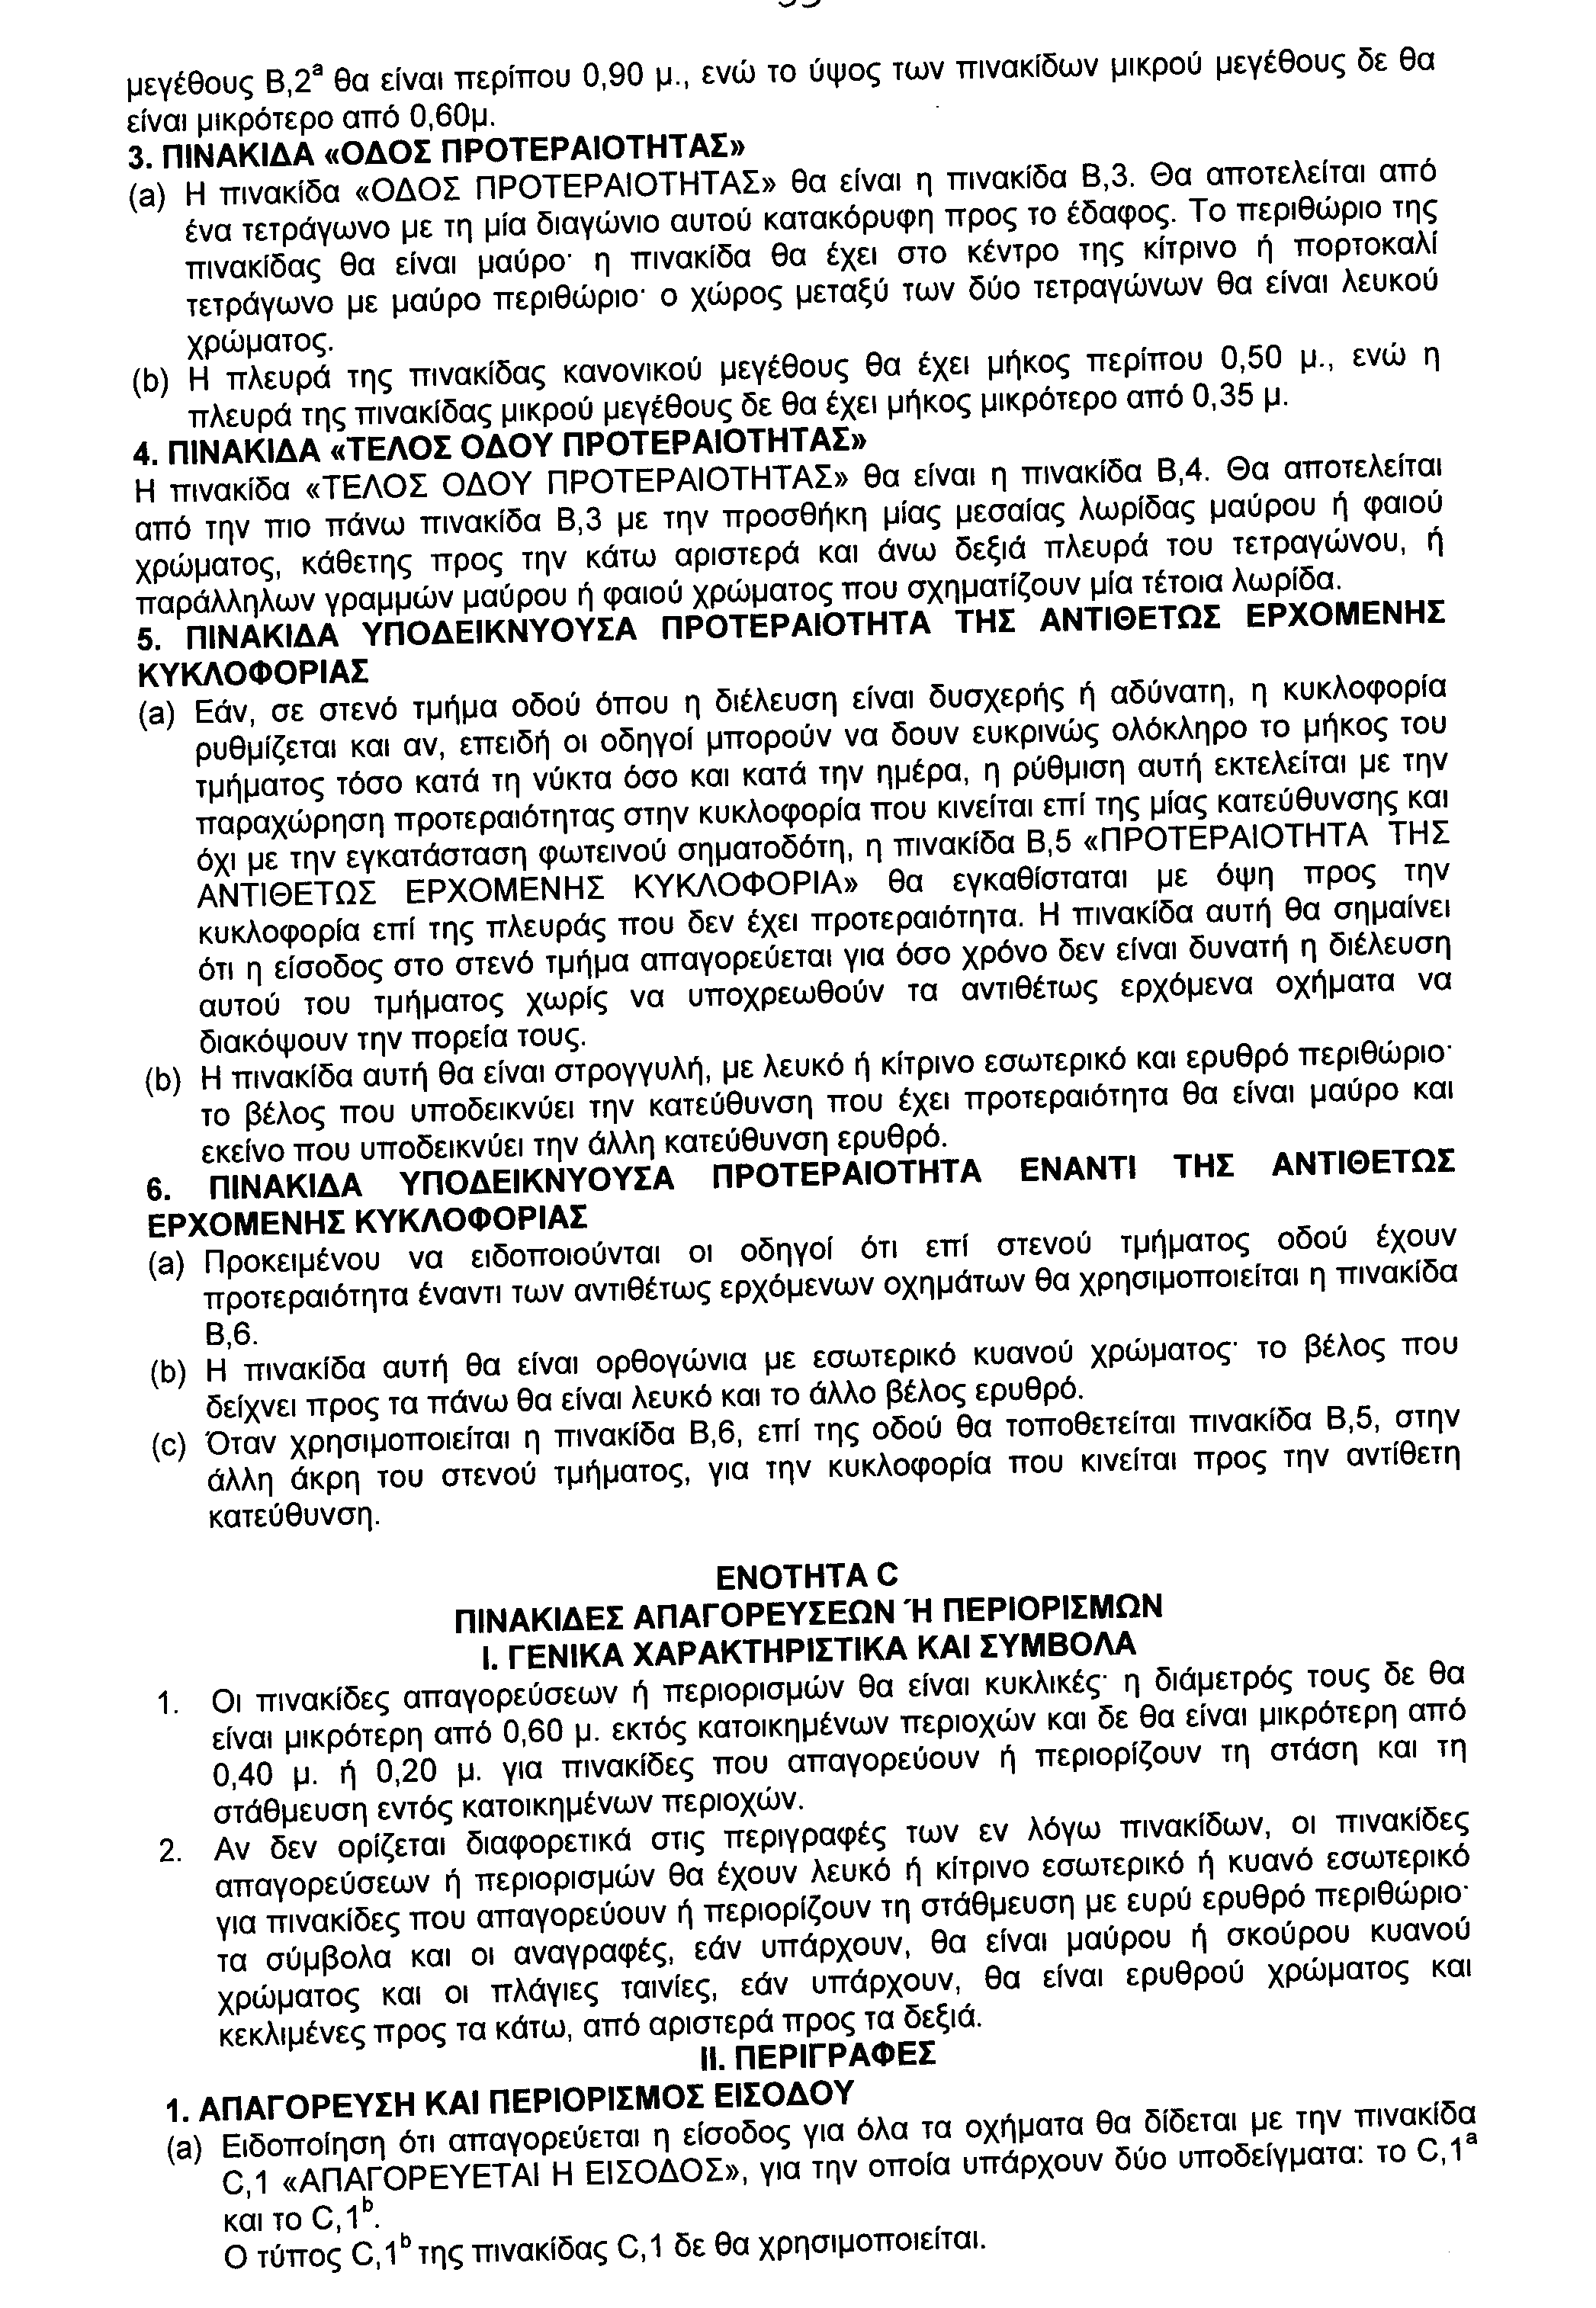 μεγέθους Β,2ª θα είναι περίπου 0,90 μ., ενώ το ύψος των πινακίδων μικρού μεγέθους δε θα
είναι μικρότερο από 0,60μ.
3. ΠΙΝΑΚΙΔΑ «ΟΔΟΣ ΠΡΟΤΕΡΑΙΟΤΗΤΑΣ»
(a) Η πινακίδα «ΟΔΟΣ ΠΡΟΤΕΡΑΙΟΤΗΤΑΣ» θα είναι η πινακίδα Β,3. Θα αποτελείται από
ένα τετράγωνο με τη μία διαγώνιο αυτού κατακόρυφη προς το έδαφος. Το περιθώριο της
πινακίδας θα είναι μαύρο· η πινακίδα θα έχει στο κέντρο της κίτρινο ή πορτοκαλί
τετράγωνο με μαύρο περιθώριο· ο χώρος μεταξύ των δύο τετραγώνων θα είναι λευκού
χρώματος.
(b) Η πλευρά της πινακίδας κανονικού μεγέθους θα έχει μήκος περίπου 0,50 μ., ενώ η
πλευρά της πινακίδας μικρού μεγέθους δε θα έχει μήκος μικρότερο από 0,35 μ.
4. ΠΙΝΑΚΙΔΑ «ΤΕΛΟΣ ΟΔΟΥ ΠΡΟΤΕΡΑΙΟΤΗΤΑΣ»
Η πινακίδα «ΤΕΛΟΣ ΟΔΟΥ ΠΡΟΤΕΡΑΙΟΤΗΤΑΣ» θα είναι η πινακίδα Β,4. Θα αποτελείται
από την πιο πάνω πινακίδα Β,3 με την προσθήκη μίας μεσαίας λωρίδας μαύρου ή φαιού
χρώματος, κάθετης προς την κάτω αριστερά και άνω δεξιά πλευρά του τετραγώνου, ή
παράλληλων γραμμών μαύρου ή φαιού χρώματος που σχηματίζουν μία τέτοια λωρίδα.
5. ΠΙΝΑΚΙΔΑ ΥΠΟΔΕΙΚΝΥΟΥΣΑ ΠΡΟΤΕΡΑΙΟΤΗΤΑ ΤΗΣ ΑΝΤΙΘΕΤΩΣ ΕΡΧΟΜΕΝΗΣ
ΚΥΚΛΟΦΟΡΙΑΣ
(a) Εάν, σε στενό τμήμα οδού όπου η διέλευση είναι δυσχερής ή αδύνατη, η κυκλοφορία
ρυθμίζεται και αν, επειδή οι οδηγοί μπορούν να δουν ευκρινώς ολόκληρο το μήκος του
τμήματος τόσο κατά τη νύκτα όσο και κατά την ημέρα, η ρύθμιση αυτή εκτελείται με την
παραχώρηση προτεραιότητας στην κυκλοφορία που κινείται επί της μίας κατεύθυνσης και
όχι με την εγκατάσταση φωτεινού σηματοδότη, η πινακίδα Β,5 «ΠΡΟΤΕΡΑΙΟΤΗΤΑ ΤΗΣ
ΑΝΤΙΘΕΤΩΣ ΕΡΧΟΜΕΝΗΣ ΚΥΚΛΟΦΟΡΙΑ» θα εγκαθίσταται με όψη προς την
κυκλοφορία επί της πλευράς που δεν έχει προτεραιότητα. Η πινακίδα αυτή θα σημαίνει
ότι η είσοδος στο στενό τμήμα απαγορεύεται για όσο χρόνο δεν είναι δυνατή η διέλευση
αυτού του τμήματος χωρίς να υποχρεωθούν τα αντιθέτως ερχόμενα οχήματα να
διακόψουν την πορεία τους.
(b) Η πινακίδα αυτή θα είναι στρογγυλή, με λευκό ή κίτρινο εσωτερικό και ερυθρό περιθώριο·
το βέλος που υποδεικνύει την κατεύθυνση που έχει προτεραιότητα θα είναι μαύρο και
εκείνο που υποδεικνύει την άλλη κατεύθυνση ερυθρό.
6. ΠΙΝΑΚΙΔΑ ΥΠΟΔΕΙΚΝΥΟΥΣΑ ΠΡΟΤΕΡΑΙΟΤΗΤΑ ΕΝΑΝΤΙ ΤΗΣ ΑΝΤΙΘΕΤΩΣ
ΕΡΧΟΜΕΝΗΣ ΚΥΚΛΟΦΟΡΙΑΣ
(a) Προκειμένου να ειδοποιούνται οι οδηγοί ότι επί στενού τμήματος οδού έχουν
προτεραιότητα έναντι των αντιθέτως ερχόμενων οχημάτων θα χρησιμοποιείται η πινακίδα
Β,6.
(b) Η πινακίδα αυτή θα είναι ορθογώνια με εσωτερικό κυανού χρώματος· το βέλος που
δείχνει προς τα πάνω θα είναι λευκό και το άλλο βέλος ερυθρό.
(c) Όταν χρησιμοποιείται η πινακίδα Β,6, επί της οδού θα τοποθετείται πινακίδα Β,5, στην
άλλη άκρη του στενού τμήματος, για την κυκλοφορία που κινείται προς την αντίθετη
κατεύθυνση.
ΕΝΟΤΗΤΑ C
ΠΙΝΑΚΙΔΕΣ ΑΠΑΓΟΡΕΥΣΕΩΝ Ή ΠΕΡΙΟΡΙΣΜΩΝ
Ι. ΓΕΝΙΚΑ ΧΑΡΑΚΤΗΡΙΣΤΙΚΑ ΚΑΙ ΣΥΜΒΟΛΑ
1. Οι πινακίδες απαγορεύσεων ή περιορισμών θα είναι κυκλικές· η διάμετρός τους δε θα
είναι μικρότερη από 0,60 μ. εκτός κατοικημένων περιοχών και δε θα είναι μικρότερη από
0,40 μ. ή 0,20 μ. για πινακίδες που απαγορεύουν ή περιορίζουν τη στάση και τη
στάθμευση εντός κατοικημένων περιοχών.
2. Αν δεν ορίζεται διαφορετικά στις περιγραφές των εν λόγω πινακίδων, οι πινακίδες
απαγορεύσεων ή περιορισμών θα έχουν λευκό ή κίτρινο εσωτερικό ή κυανό εσωτερικό
για πινακίδες που απαγορεύουν ή περιορίζουν τη στάθμευση με ευρύ ερυθρό περιθώριο·
τα σύμβολα και οι αναγραφές, εάν υπάρχουν, θα είναι μαύρου ή σκούρου κυανού
χρώματος και οι πλάγιες ταινίες, εάν υπάρχουν, θα είναι ερυθρού χρώματος και
κεκλιμένες προς τα κάτω, από αριστερά προς τα δεξιά.
ΙΙ. ΠΕΡΙΓΡΑΦΕΣ
1. ΑΠΑΓΟΡΕΥΣΗ ΚΑΙ ΠΕΡΙΟΡΙΣΜΟΣ ΕΙΣΟΔΟΥ
(a) Ειδοποίηση ότι απαγορεύεται η είσοδος για όλα τα οχήματα θα δίδεται με την πινακίδα
C,1 «ΑΠΑΓΟΡΕΥΕΤΑΙ Η ΕΙΣΟΔΟΣ», για την οποία υπάρχουν δύο υποδείγματα: το C,1ª
και το C,1ᵇ.
Ο τύπος C,1ᵇ της πινακίδας C,1 δε θα χρησιμοποιείται.